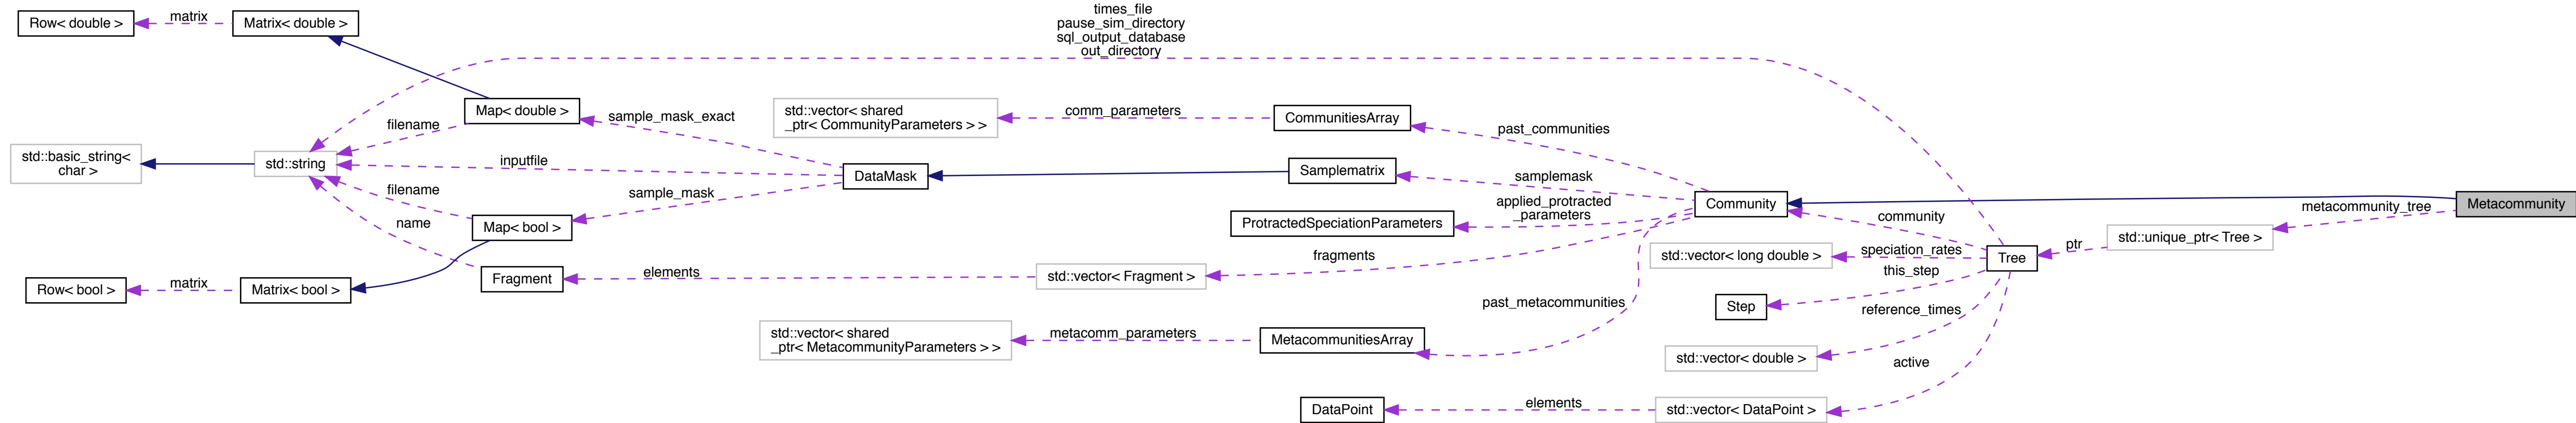 Row< double >
matrix
Matrix< double >
times_file
pause_sim_directory
sql_output_database
out_directory
Map< double >
filename
sample_mask_exact
std::vector< shared
_ptr< CommunityParameters > >
comm_parameters
CommunitiesArray
past_communities
std::basic_string<
char >
std::string
inputfile
DataMask
Samplematrix
samplemask
filename
sample_mask
applied_protracted
_parameters
ProtractedSpeciationParameters
Community
community
metacommunity_tree
Metacommunity
name
Map< bool >
std::unique_ptr< Tree >
ptr
Tree
speciation_rates
std::vector< long double >
fragments
this_step
Row< bool >
matrix
Matrix< bool >
Fragment
elements
std::vector< Fragment >
past_metacommunities
Step
reference_times
std::vector< shared
_ptr< MetacommunityParameters > >
metacomm_parameters
MetacommunitiesArray
std::vector< double >
active
DataPoint
elements
std::vector< DataPoint >